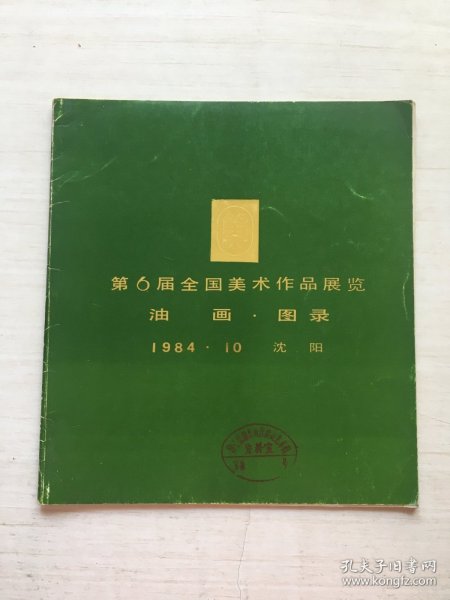 第6届全国美术作品展览
油 画·图录
1984·10 沈阳
孔夫子旧书网
www.kongfz.com